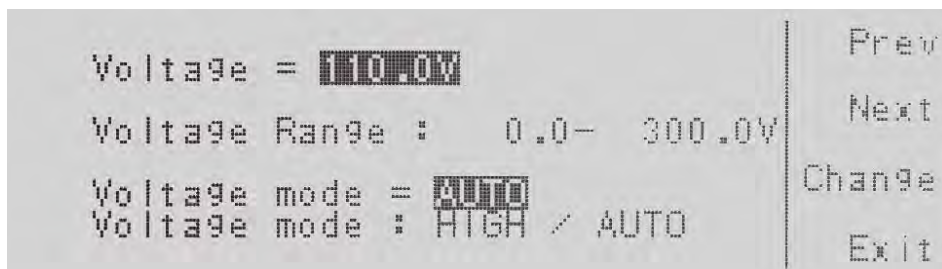 Voltage = 110.0V
Voltage Range : 0.0- 300.0V
Voltage mode = AUTO
Voltage mode : HIGH / AUTO
Prev
Next
Change
Exit